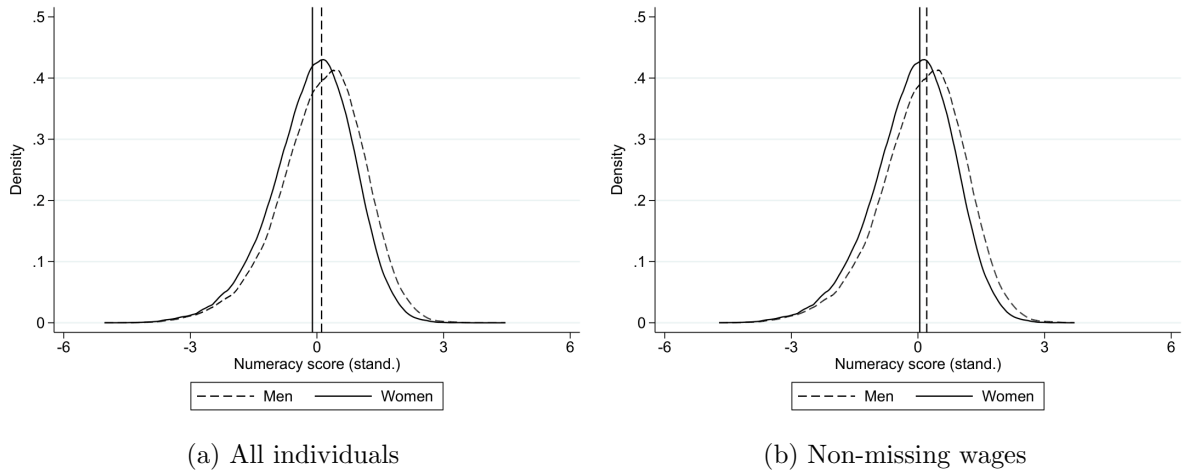 .5
.4
.3
.2
.1
0
Density
-6 -3 0 3 6
Numeracy score (stand.)
Men Women
(a) All individuals
.5
.4
.3
.2
.1
0
Density
-6 -3 0 3 6
Numeracy score (stand.)
Men Women
(b) Non-missing wages